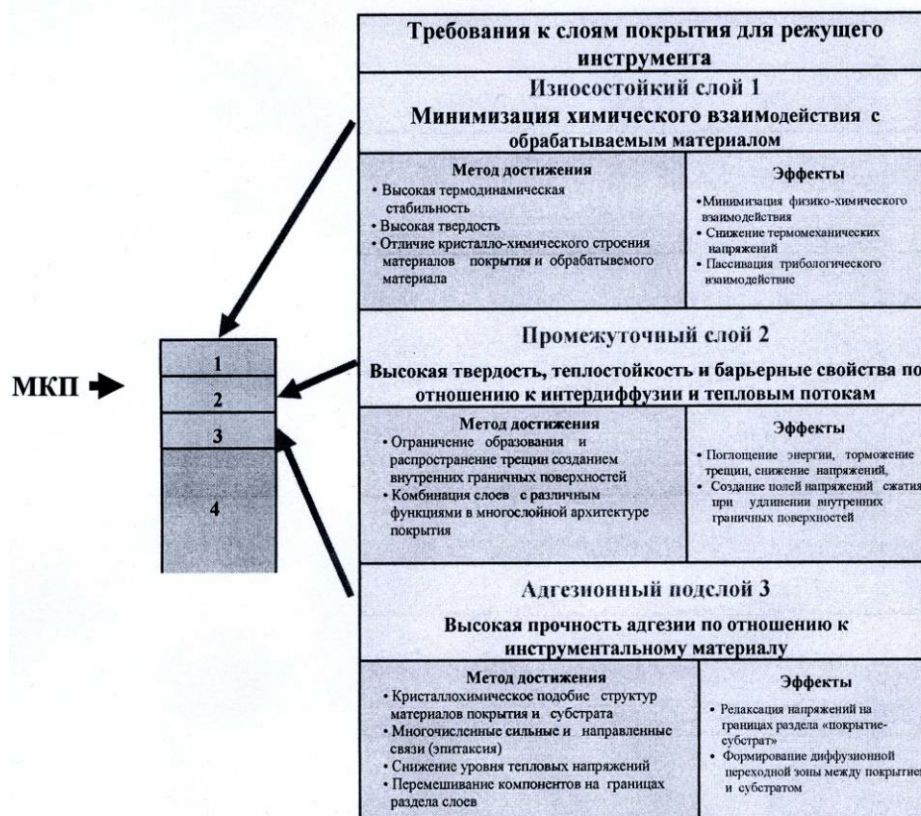 Требования к слоям покрытия для режущего
инструмента
Износостойкий слой 1
Минимизация химического взаимодействия с
обрабатываемым материалом
Метод достижения
• Высокая термодинамическая
стабильность
• Высокая твердость
• Отличие кристалло-химического строения
материалов покрытия и обрабатывемого
материала
Эффекты
•Минимизация физико-химического
взаимодействия
• Снижение термомеханических
напряжений
• Пассивация трибологического
взаимодействие
МКП
1
2
3
4
Промежуточный слой 2
Высокая твердость, теплостойкость и барьерные свойства по
отношению к интердиффузии и тепловым потокам
Метод достижения
• Ограничение образования и
распространение трещин созданием
внутренних граничных поверхностей
• Комбинация слоев с различным
функциями в многослойной архитектуре
покрытия
Эффекты
• Поглощение энергии, торможение
трещин, снижение напряжений,
• Создание полей напряжений сжатия
при удлинении внутренних
граничных поверхностей
Адгезионный подслой 3
Высокая прочность адгезии по отношению к
инструментальному материалу
Метод достижения
• Кристаллохимическое подобие структур
материалов покрытия и субстрата
• Многочисленные сильные и направленные
связи (эпитаксия)
• Снижение уровня тепловых напряжений
• Перемешивание компонентов на границах
раздела слоев
Эффекты
• Релаксация напряжений на
границах раздела «покрытие-
субстрат»
• Формирование диффузионной
переходной зоны между покрытием
и субстратом